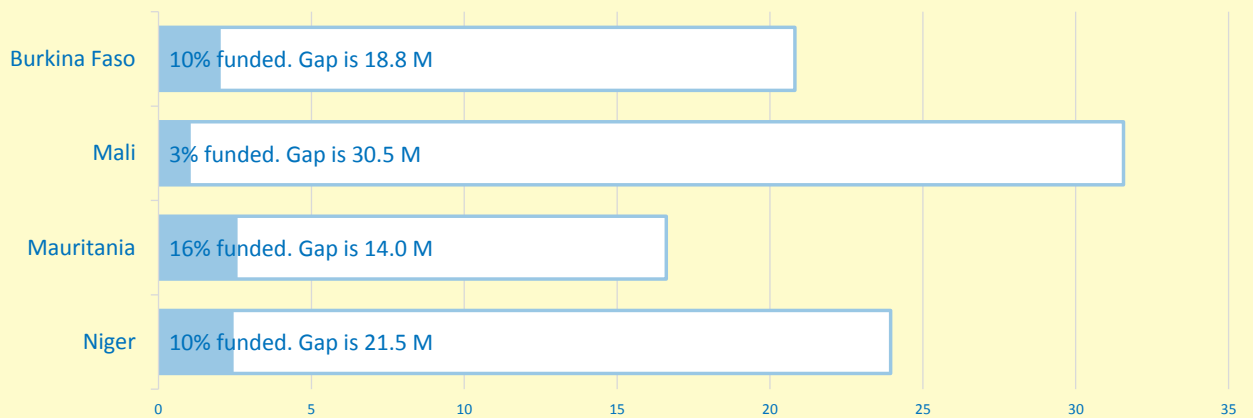 Burkina Faso 10% funded. Gap is 18.8 M
Mali 3% funded. Gap is 30.5 M
Mauritania 16% funded. Gap is 14.0 M
Niger 10% funded. Gap is 21.5 M
0 5 10 15 20 25 30 35